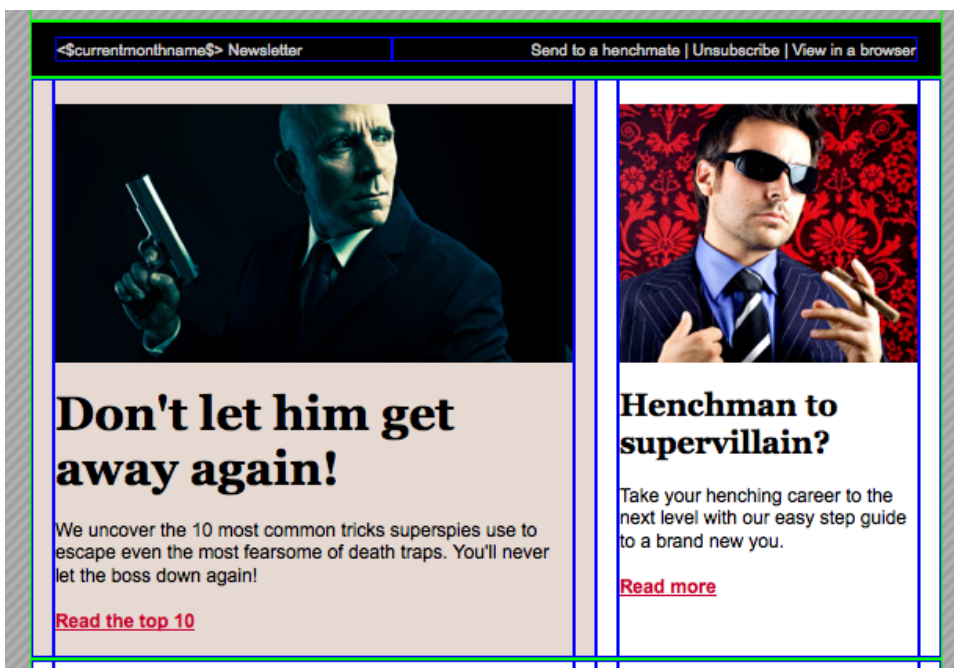 <$currentmonthname$> Newsletter
Send to a henchmate | Unsubscribe | View in a browser
Don't let him get
away again!
We uncover the 10 most common tricks superspies use to
escape even the most fearsome of death traps. You'll never
let the boss down again!
Read the top 10
Henchman to
supervillain?
Take your henching career to the
next level with our easy step guide
to a brand new you.
Read more